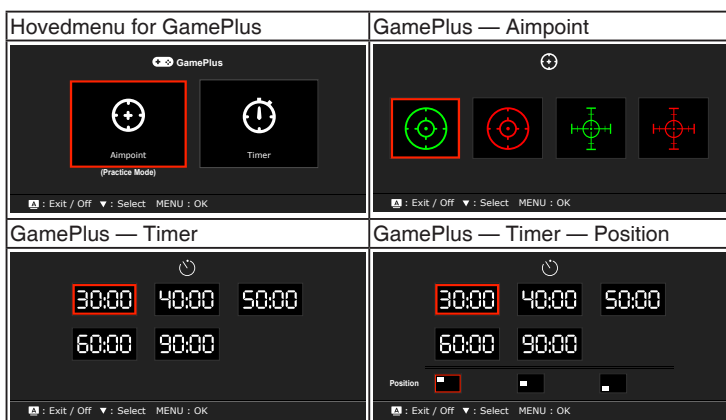 Hovedmenu for GamePlus
GamePlus — Aimpoint
GamePlus
Aimpoint
Timer
(Practice Mode)
A : Exit / Off ▼ : Select MENU : OK
A : Exit / Off ▼ : Select MENU : OK
GamePlus — Timer
GamePlus — Timer — Position
30:00 40:00 50:00
60:00 90:00
30:00 40:00 50:00
60:00 90:00
Position
A : Exit / Off ▼ : Select MENU : OK
A : Exit / Off ▼ : Select MENU : OK